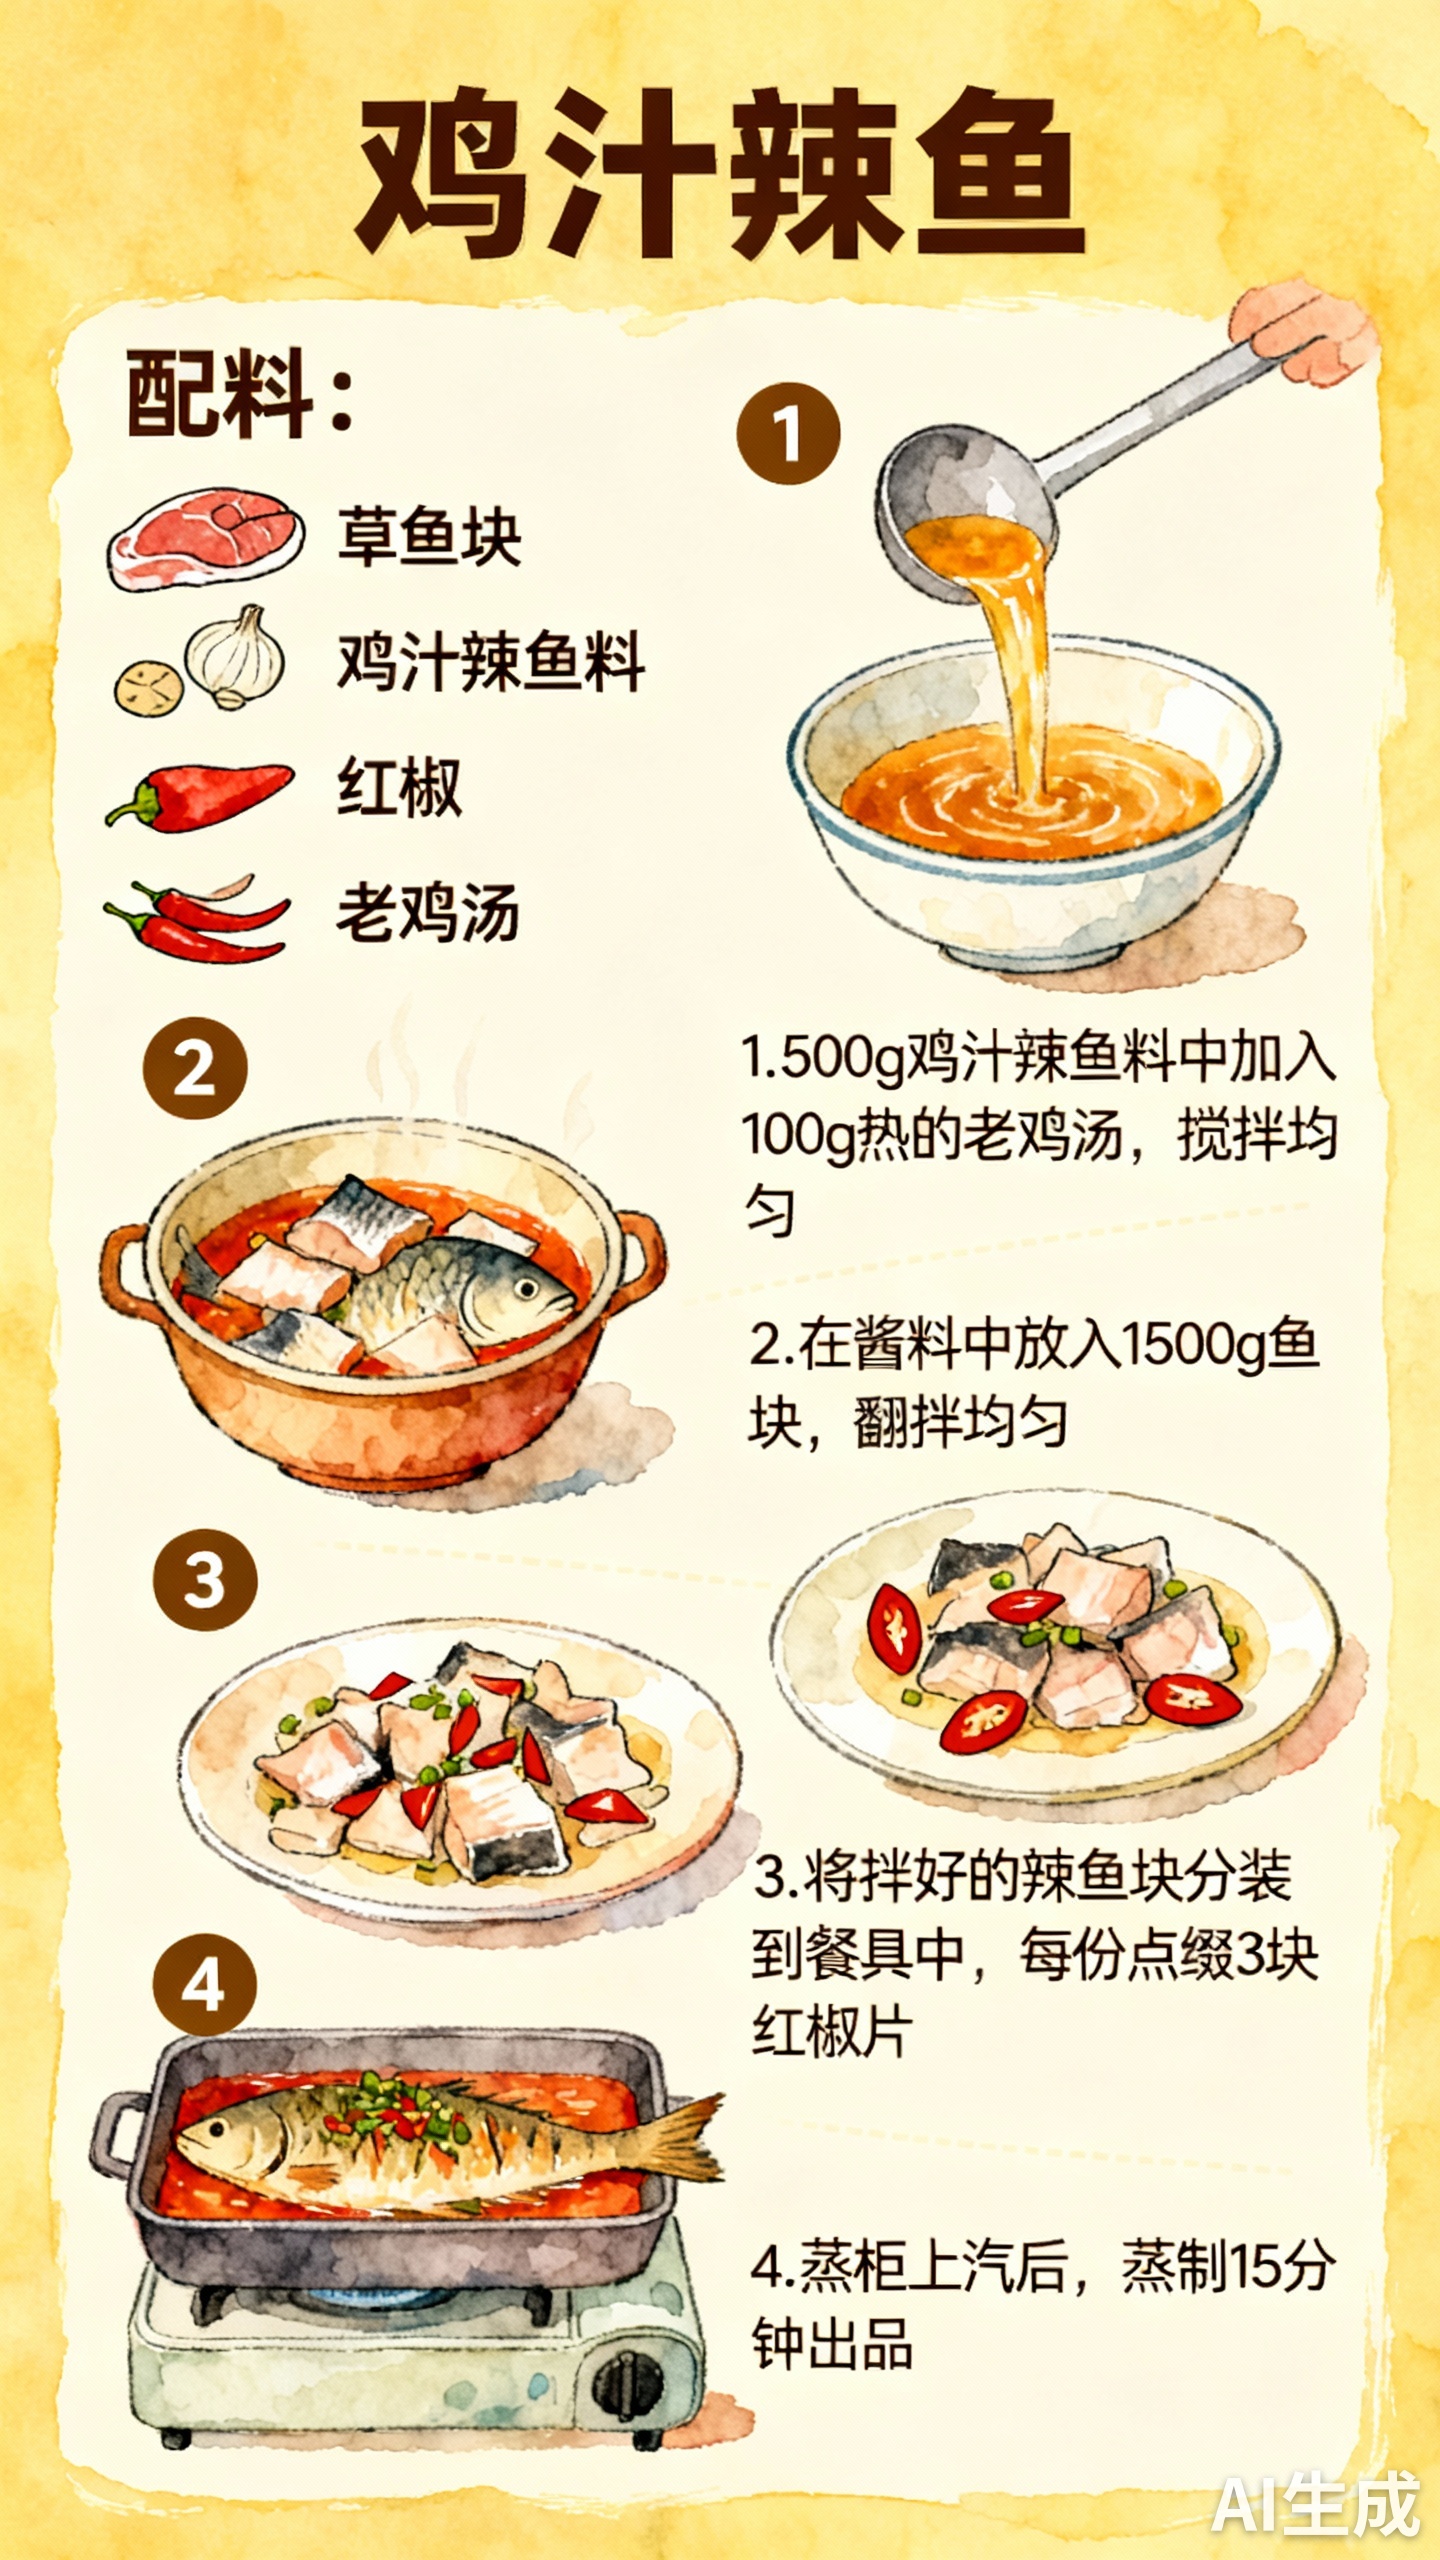 鸡汁辣鱼
配料：
草鱼块
鸡汁辣鱼料
红椒
老鸡汤
1
1.500g鸡汁辣鱼料中加入
100g热的老鸡汤，搅拌均
匀
2
2.在酱料中放入1500g鱼
块，翻拌均匀
3
3.将拌好的辣鱼块分装
到餐具中，每份点缀3块
红椒片
4
4.蒸柜上汽后，蒸制15分
钟出品
AI生成